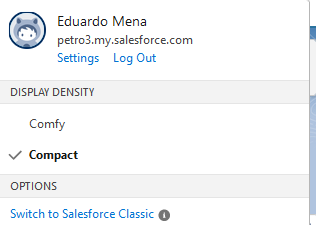 Eduardo Mena
petro3.my.salesforce.com
Settings Log Out
DISPLAY DENSITY
Comfy
Compact
OPTIONS
Switch to Salesforce Classic